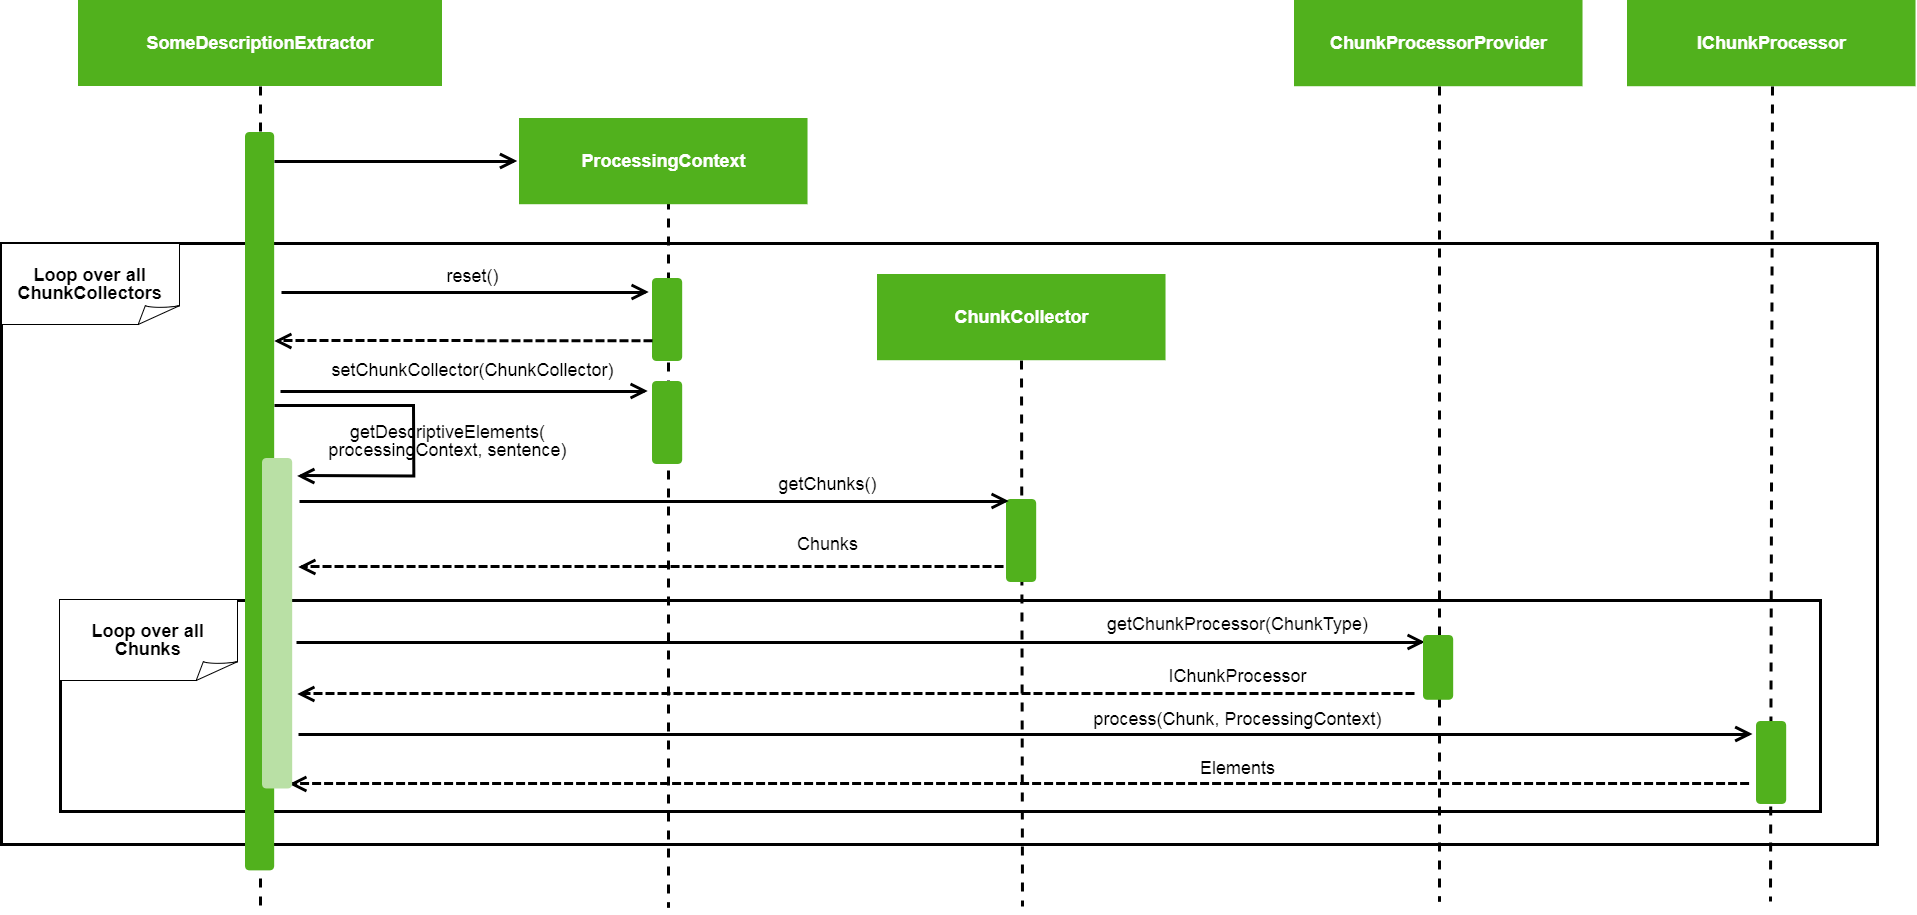 SomeDescriptionExtractor
ChunkProcessorProvider
IChunkProcessor
ProcessingContext
Loop over all
ChunkCollectors
reset()
ChunkCollector
setChunkCollector(ChunkCollector)
getDescriptiveElements(
processingContext, sentence)
getChunks()
Chunks
Loop over all
Chunks
getChunkProcessor(ChunkType)
IChunkProcessor
process(Chunk, ProcessingContext)
Elements